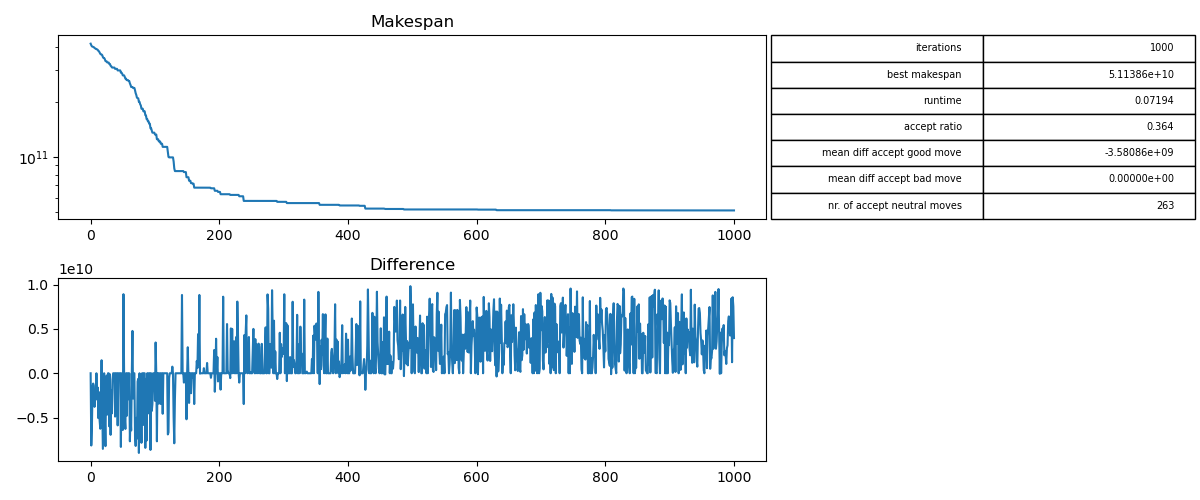 Makespan
10^11
0 200 400 600 800 1000
iterations 1000
best makespan 5.11386e+10
runtime 0.07194
accept ratio 0.364
mean diff accept good move -3.58086e+09
mean diff accept bad move 0.00000e+00
nr. of accept neutral moves 263
Difference
1e10
1.0
0.5
0.0
−0.5
0 200 400 600 800 1000